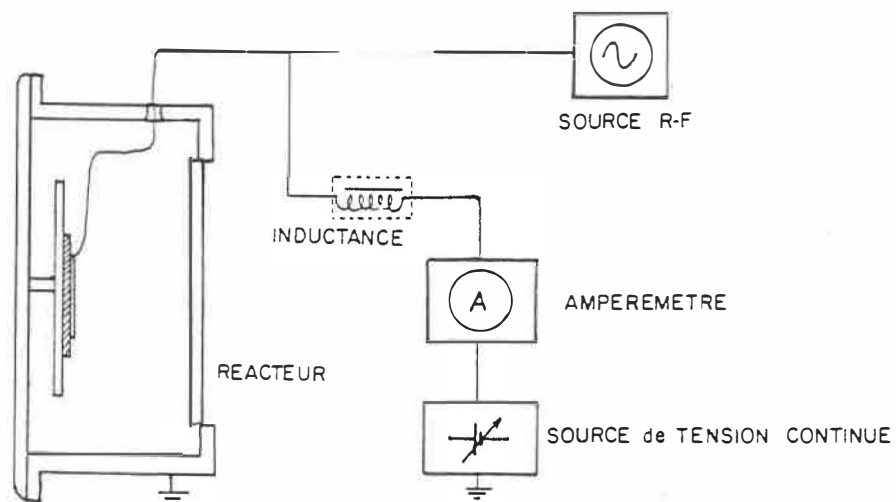 SOURCE R-F
INDUCTANCE
A
AMPEREMETRE
REACTEUR
SOURCE de TENSION CONTINUE